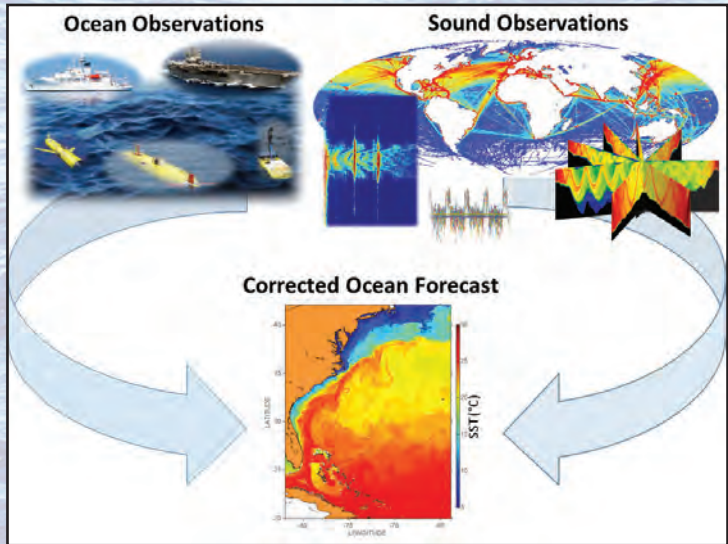 Ocean Observations
Sound Observations
Corrected Ocean Forecast
LATITUDE
LONGITUDE
SST(°C)